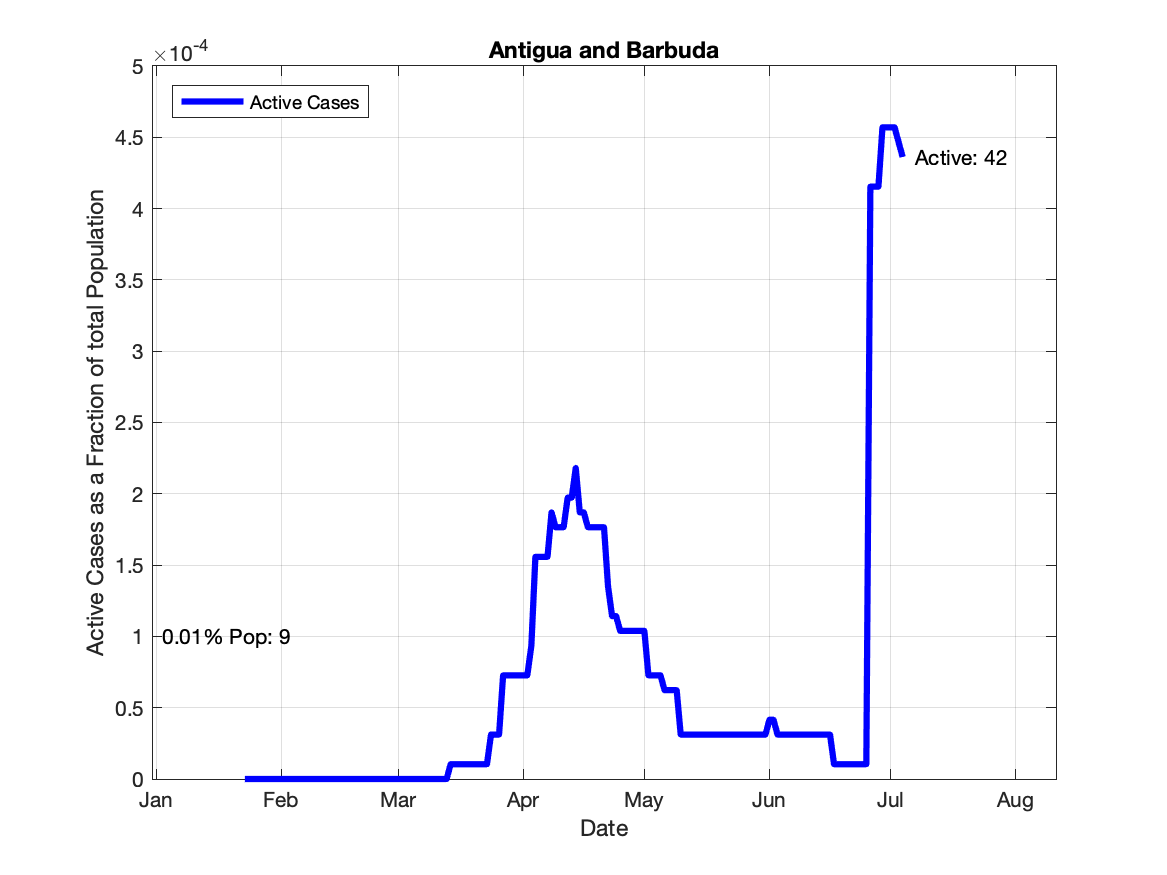 ×10-4
Antigua and Barbuda
Active Cases
Active: 42
0.01% Pop: 9
Active Cases as a Fraction of total Population
5
4.5
4
3.5
3
2.5
2
1.5
1
0.5
0
Jan Feb Mar Apr May Jun Jul Aug
Date